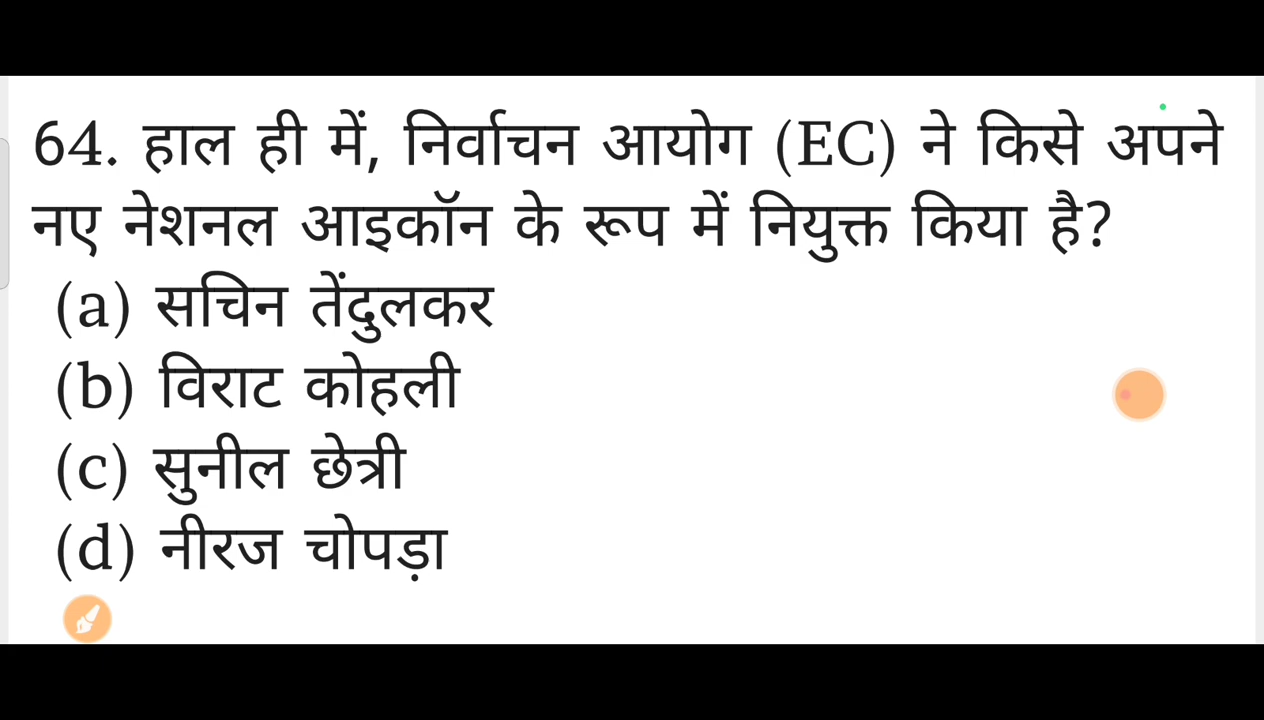 64. हाल ही में, निर्वाचन आयोग (EC) ने किसे अपने
नए नेशनल आइकॉन के रूप में नियुक्त किया है?
(a) सचिन तेंदुलकर
(b) विराट कोहली
(c) सुनील छेत्री
(d) नीरज चोपड़ा